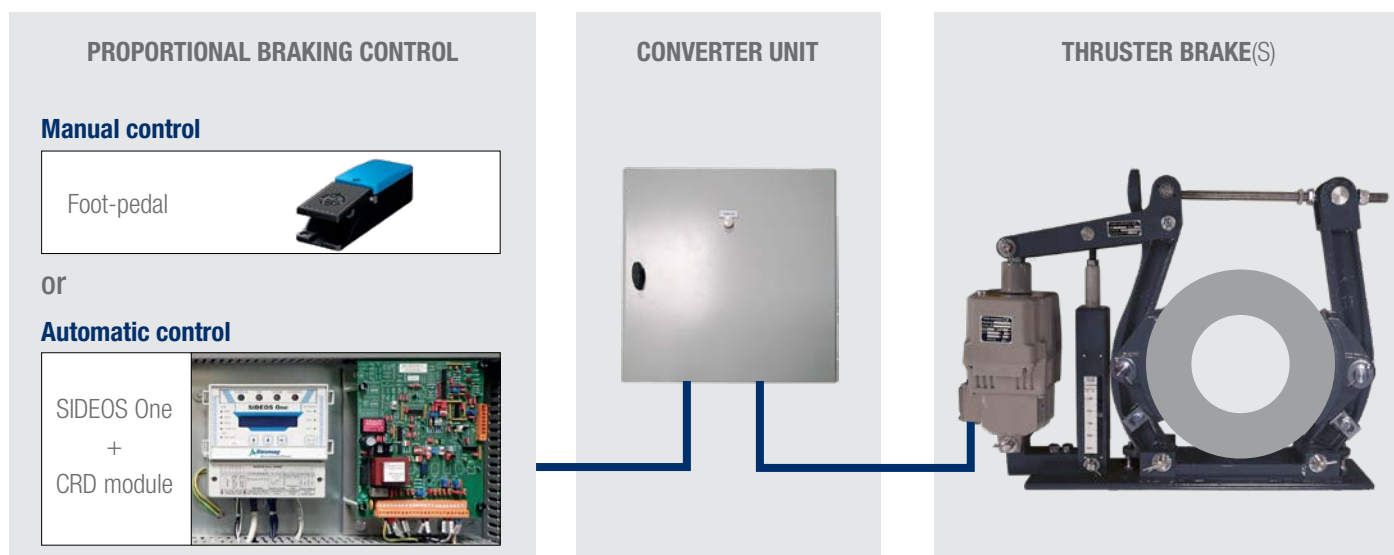 PROPORTIONAL BRAKING CONTROL
Manual control
Foot-pedal
or
Automatic control
SIDEOS One
+
CRD module
SIDEOS One
CONVERTER UNIT
THRUSTER BRAKE(S)